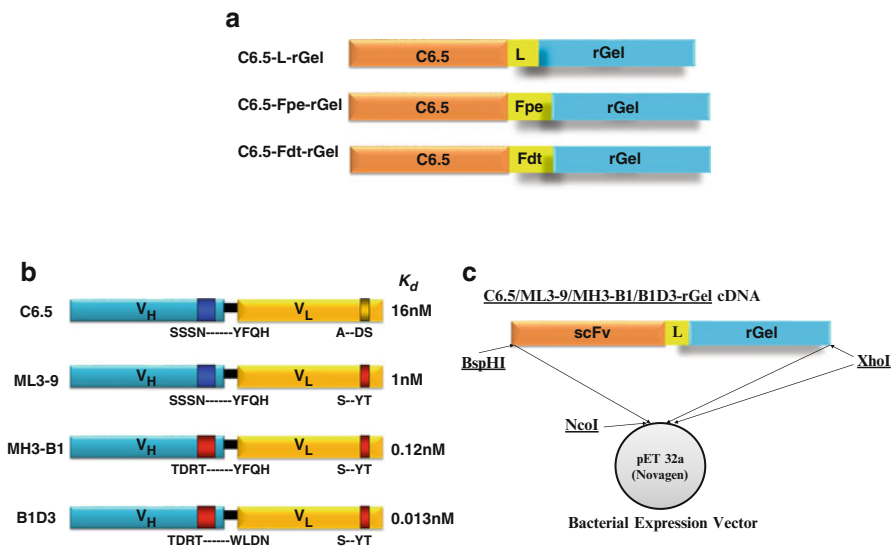 a
C6.5-L-rGel
C6.5 L rGel
C6.5-Fpe-rGel
C6.5 Fpe rGel
C6.5-Fdt-rGel
C6.5 Fdt rGel
b
Kd
C6.5 VH VL 16nM
SSSN------YFQH A--DS
ML3-9 VH VL 1nM
SSSN------YFQH S--YT
MH3-B1 VH VL 0.12nM
TDRT------YFQH S--YT
B1D3 VH VL 0.013nM
TDRT------WLDN S--YT
c
C6.5/ML3-9/MH3-B1/B1D3-rGel cDNA
scFv L rGel
BspHI XhoI
NcoI
pET 32a
(Novagen)
Bacterial Expression Vector